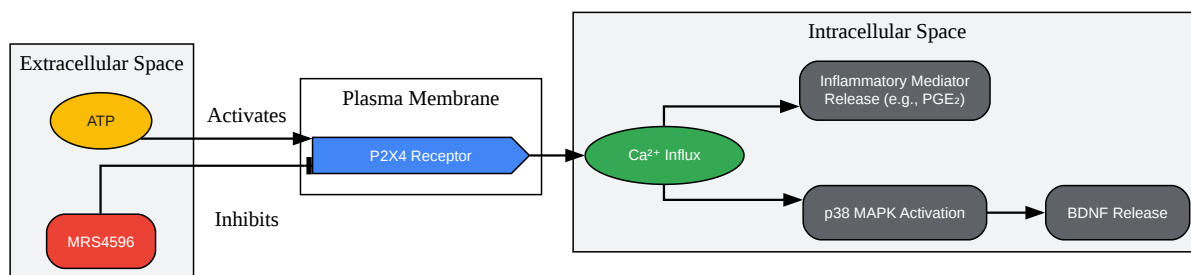 Extracellular Space
ATP
MRS4596
Activates
Inhibits
Plasma Membrane
P2X4 Receptor
Intracellular Space
Ca²⁺ Influx
Inflammatory Mediator
Release (e.g., PGE₂)
p38 MAPK Activation
BDNF Release